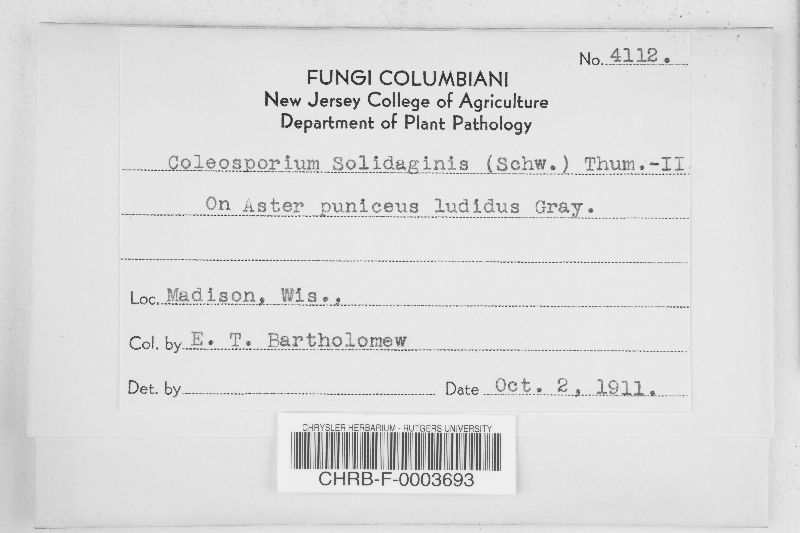 No. 4112.
FUNGI COLUMBIANI
New Jersey College of Agriculture
Department of Plant Pathology
Coleosporium Solidaginis (Schw.) Thum.-II
On Aster puniceus ludidus Gray.
Loc. Madison, Wis.,
Col. by E. T. Bartholomew
Det. by
Date Oct. 2, 1911.
CHRYSLER HERBARIUM - RUTGERS UNIVERSITY
CHRB-F-0003693